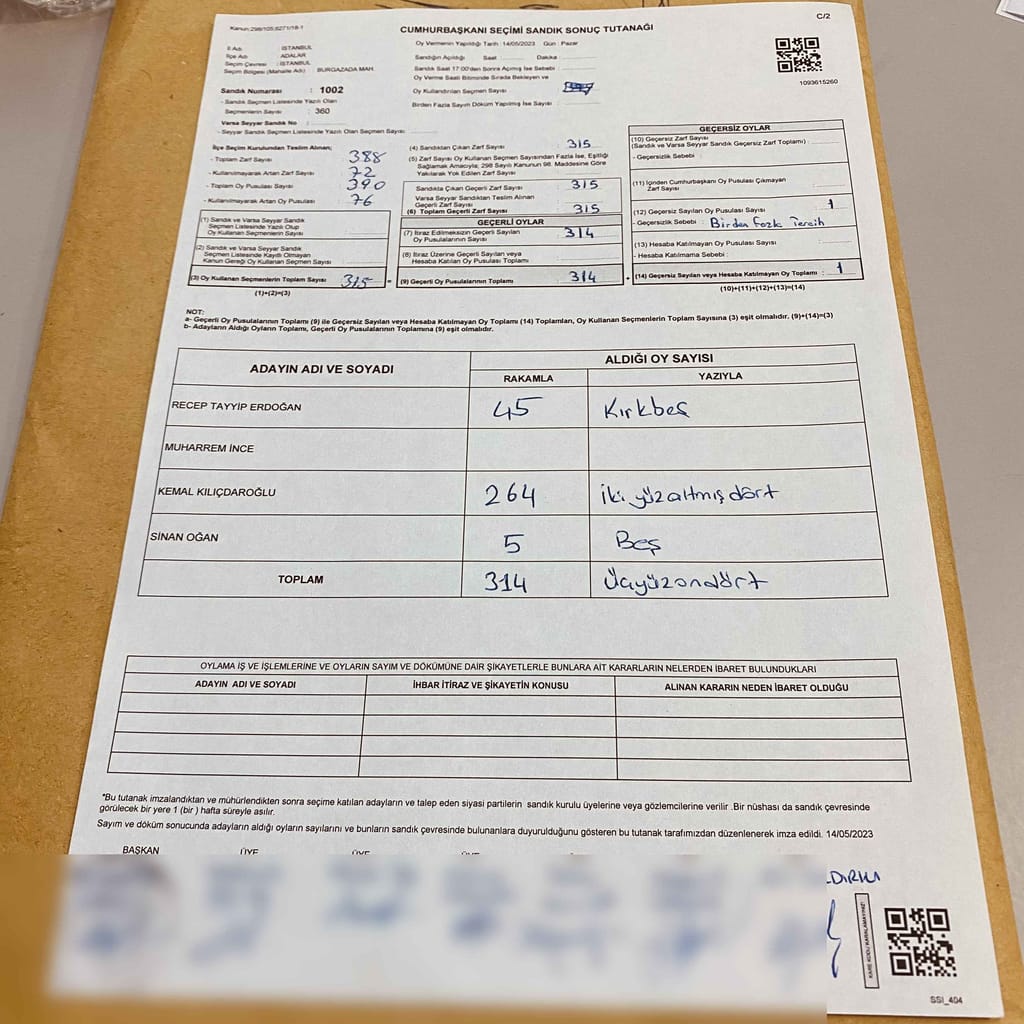 Kanun:298/105,6271/18-1
CUMHURBAŞKANI SEÇİMİ SANDIK SONUÇ TUTANAĞI
C/2
İl Adı : İSTANBUL
İlçe Adı : ADALAR
Seçim Çevresi : İSTANBUL
Seçim Bölgesi (Mahalle Adı) : BURGAZADA MAH.
Oy Vermenin Yapıldığı Tarih : 14/05/2023 Gün : Pazar
Sandığın Açıldığı Saat Dakika
Sandık Saat 17:00'den Sonra Açılmış İse Sebebi :
Oy Verme Saati Bitiminde Sırada Bekleyen ve
Oy Kullandırılan Seçmen Sayısı
Birden Fazla Sayım Döküm Yapılmış İse Sayısı :
1093615260
Sandık Numarası : 1002
- Sandık Seçmen Listesinde Yazılı Olan
Seçmenlerin Sayısı : 360
Varsa Seyyar Sandık No :
- Seyyar Sandık Seçmen Listesinde Yazılı Olan Seçmen Sayısı :
İlçe Seçim Kurulundan Teslim Alınan;
- Toplam Zarf Sayısı : 388
- Kullanılmayarak Artan Zarf Sayısı : 72
- Toplam Oy Pusulası Sayısı : 390
- Kullanılmayarak Artan Oy Pusulası : 76
(1) Sandık ve Varsa Seyyar Sandık
Seçmen Listesinde Yazılı Olup
Oy Kullanan Seçmenlerin Sayısı
(2) Sandık ve Varsa Seyyar Sandık
Seçmen Listesinde Kayıtlı Olmayan
Kanun Gereği Oy Kullanan Seçmen Sayısı
(3) Oy Kullanan Seçmenlerin Toplam Sayısı : 315
(1)+(2)=(3)
(4) Sandıktan Çıkan Zarf Sayısı : 315
(5) Zarf Sayısı Oy Kullanan Seçmen Sayısından Fazla İse, Eşitliği
Sağlamak Amacıyla; 298 Sayılı Kanunun 98. Maddesine Göre
Yakılarak Yok Edilen Zarf Sayısı :
Sandıkta Çıkan Geçerli Zarf Sayısı : 315
Varsa Seyyar Sandıktan Teslim Alınan
Geçerli Zarf Sayısı
(6) Toplam Geçerli Zarf Sayısı : 315
GEÇERLİ OYLAR
(7) İtiraz Edilmeksizin Geçerli Sayılan
Oy Pusulalarının Sayısı : 314
(8) İtiraz Üzerine Geçerli Sayılan veya
Hesaba Katılan Oy Pusulası Toplamı
(9) Geçerli Oy Pusulalarının Toplamı : 314
GEÇERSİZ OYLAR
(10) Geçersiz Zarf Sayısı
(Sandık ve Varsa Seyyar Sandık Geçersiz Zarf Toplamı) :
- Geçersizlik Sebebi :
(11) İçinden Cumhurbaşkanı Oy Pusulası Çıkmayan
Zarf Sayısı :
(12) Geçersiz Sayılan Oy Pusulası Sayısı : 1
- Geçersizlik Sebebi : Birden Fazla Tercih
(13) Hesaba Katılmayan Oy Pusulası Sayısı
- Hesaba Katılmama Sebebi :
(14) Geçersiz Sayılan veya Hesaba Katılmayan Oy Toplamı : 1
(10)+(11)+(12)+(13)=(14)
NOT:
a- Geçerli Oy Pusulalarının Toplamı (9) ile Geçersiz Sayılan veya Hesaba Katılmayan Oy Toplamı (14) Toplamları, Oy Kullanan Seçmenlerin Toplam Sayısına (3) eşit olmalıdır. (9)+(14)=(3)
b- Adayların Aldığı Oyların Toplamı, Geçerli Oy Pusulalarının Toplamına (9) eşit olmalıdır.
ADAYIN ADI VE SOYADI
ALDIĞI OY SAYISI
RAKAMLA YAZIYLA
RECEP TAYYİP ERDOĞAN 45 Kırkbeş
MUHARREM İNCE
KEMAL KILIÇDAROĞLU 264 iki yüzaltmışdört
SİNAN OĞAN 5 Beş
TOPLAM 314 Üçyüzondört
OYLAMA İŞ VE İŞLEMLERİNE VE OYLARIN SAYIM VE DÖKÜMÜNE DAİR ŞİKAYETLERLE BUNLARA AİT KARARLARIN NELERDEN İBARET BULUNDUKLARI
ADAYIN ADI VE SOYADI İHBAR İTİRAZ VE ŞİKAYETİN KONUSU ALINAN KARARIN NEDEN İBARET OLDUĞU
*Bu tutanak imzalandıktan ve mühürlendikten sonra seçime katılan adayların ve talep eden siyasi partilerin sandık kurulu üyelerine veya gözlemcilerine verilir .Bir nüshası da sandık çevresinde
görülecek bir yere 1 (bir ) hafta süreyle asılır.
Sayım ve döküm sonucunda adayların aldığı oyların sayılarını ve bunların sandık çevresinde bulunanlara duyurulduğunu gösteren bu tutanak tarafımızdan düzenlenerek imza edildi. 14/05/2023
BAŞKAN ÜYE ÜYE ÜYE
KARE KODU KARALAMAYINIZ!
SSI_404